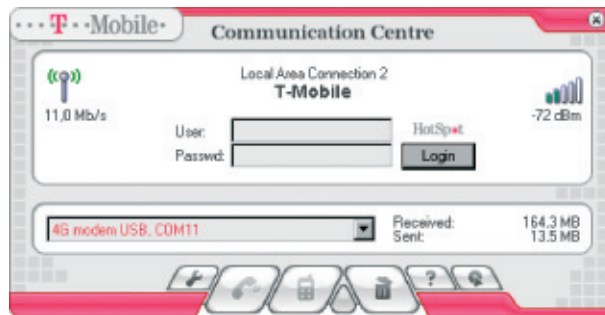 ···T··Mobile·
Communication Centre
Local Area Connection 2
T-Mobile
11,0 Mb/s
-72 dBm
User:
HotSpot
Passwd:
Login
4G modem USB, COM11
Received: 164.3 MB
Sent: 13.5 MB
?